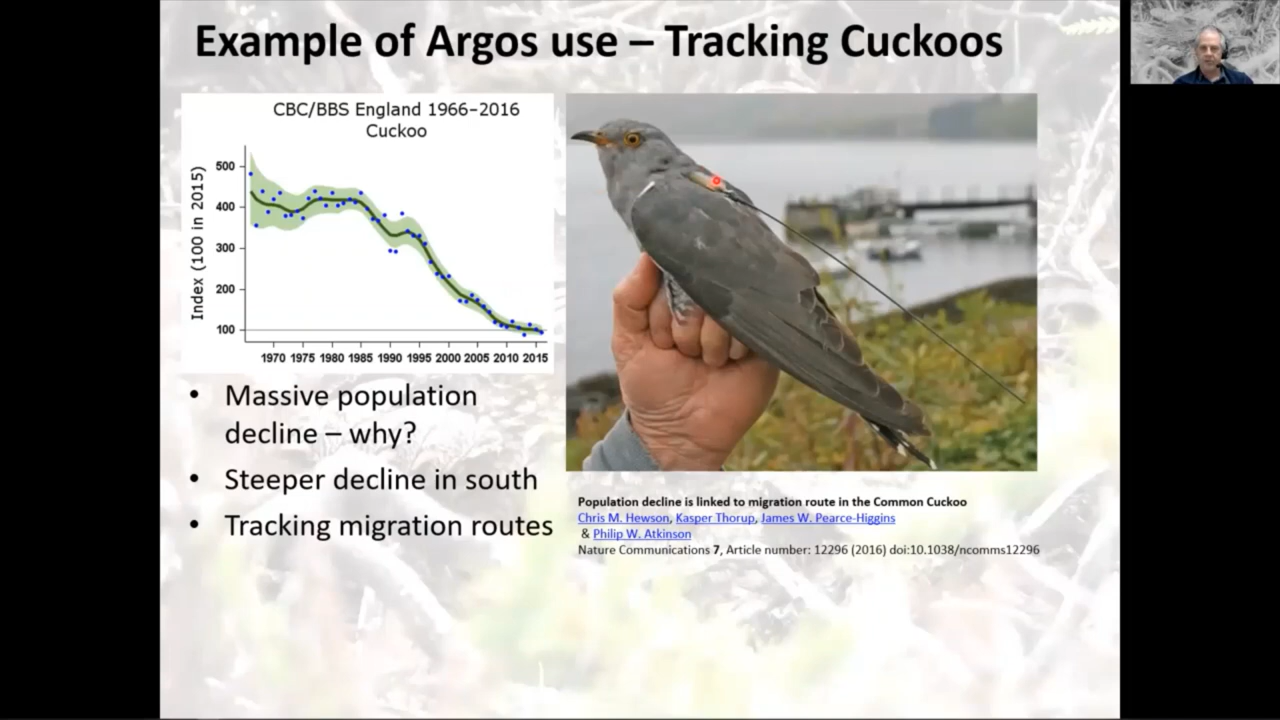 Example of Argos use – Tracking Cuckoos
CBC/BBS England 1966–2016
Cuckoo
Index (100 in 2015)
500
400
300
200
100
1970 1975 1980 1985 1990 1995 2000 2005 2010 2015
• Massive population
decline – why?
• Steeper decline in south
• Tracking migration routes
Population decline is linked to migration route in the Common Cuckoo
Chris M. Hewson, Kasper Thorup, James W. Pearce-Higgins
& Philip W. Atkinson
Nature Communications 7, Article number: 12296 (2016) doi:10.1038/ncomms12296